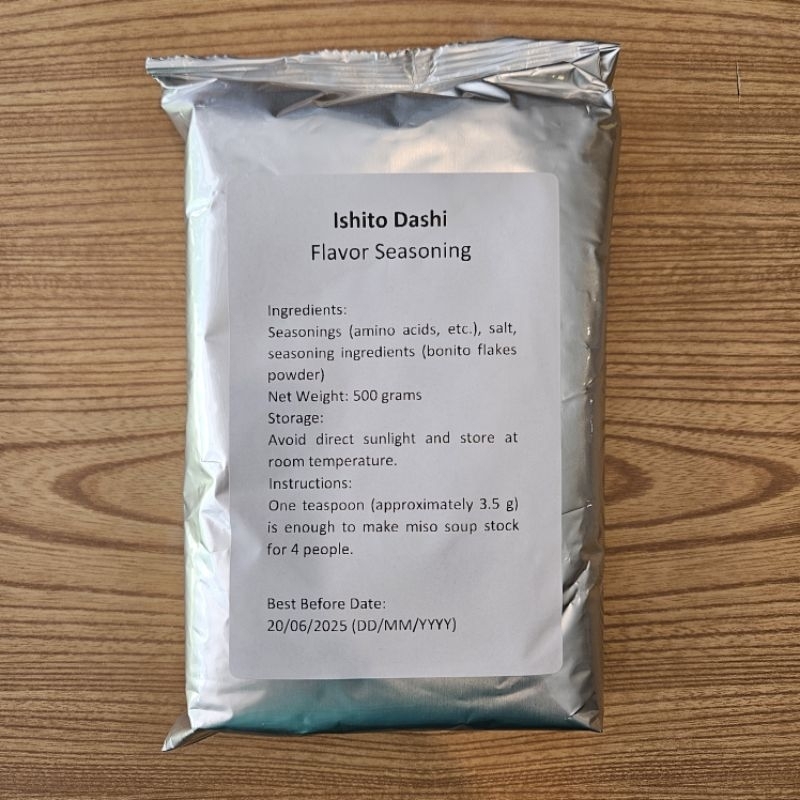 Ishito Dashi
Flavor Seasoning
Ingredients:
Seasonings (amino acids, etc.), salt,
seasoning ingredients (bonito flakes
powder)
Net Weight: 500 grams
Storage:
Avoid direct sunlight and store at
room temperature.
Instructions:
One teaspoon (approximately 3.5 g)
is enough to make miso soup stock
for 4 people.
Best Before Date:
20/06/2025 (DD/MM/YYYY)